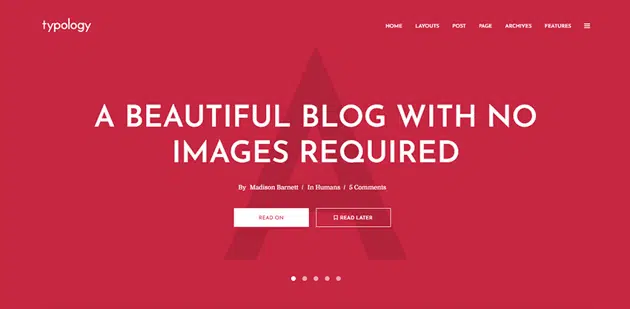 typology
HOME LAYOUTS POST PAGE ARCHIVES FEATURES
A
A BEAUTIFUL BLOG WITH NO
IMAGES REQUIRED
By Madison Barnett / In Humans / 5 Comments
READ ON READ LATER